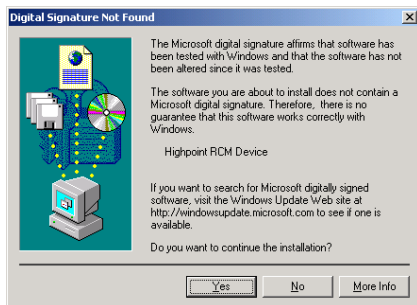 Digital Signature Not Found
The Microsoft digital signature affirms that software has
been tested with Windows and that the software has not
been altered since it was tested.
The software you are about to install does not contain a
Microsoft digital signature. Therefore, there is no
guarantee that this software works correctly with
Windows.
Highpoint RCM Device
If you want to search for Microsoft digitally signed
software, visit the Windows Update Web site at
http://windowsupdate.microsoft.com to see if one is
available.
Do you want to continue the installation?
Yes No More Info